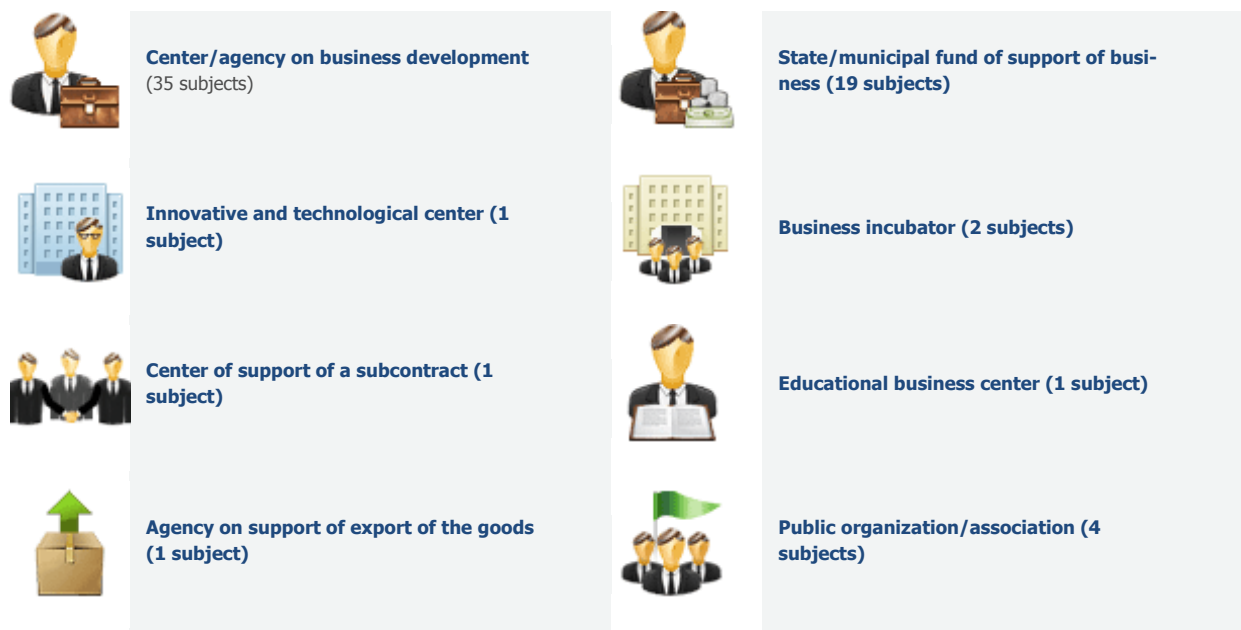 Center/agency on business development
(35 subjects)
State/municipal fund of support of busi-
ness (19 subjects)
Innovative and technological center (1
subject)
Business incubator (2 subjects)
Center of support of a subcontract (1
subject)
Educational business center (1 subject)
Agency on support of export of the goods
(1 subject)
Public organization/association (4
subjects)